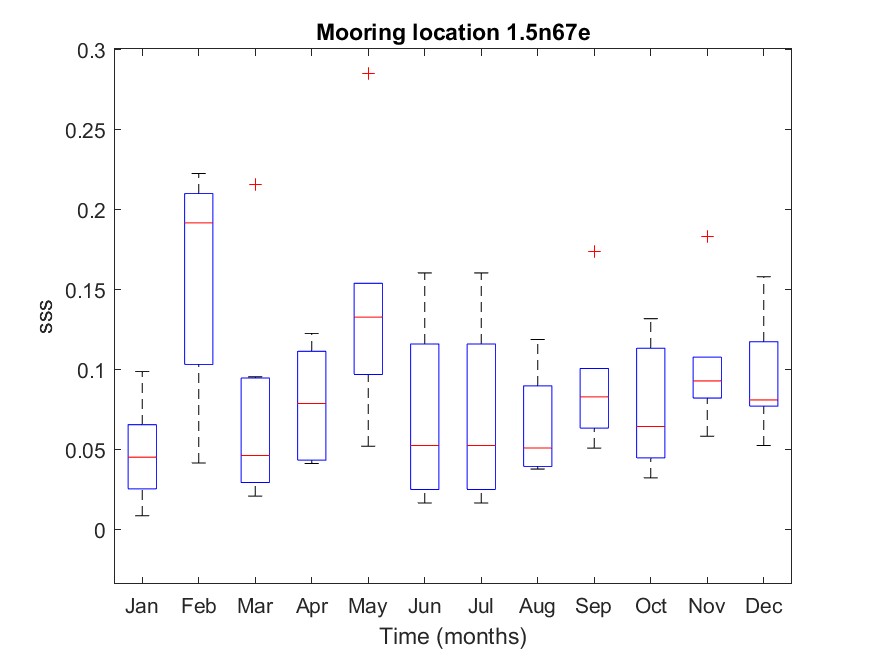 Mooring location 1.5n67e
0.3
0.25
0.2
0.15
0.1
0.05
0
sss
Jan Feb Mar Apr May Jun Jul Aug Sep Oct Nov Dec
Time (months)